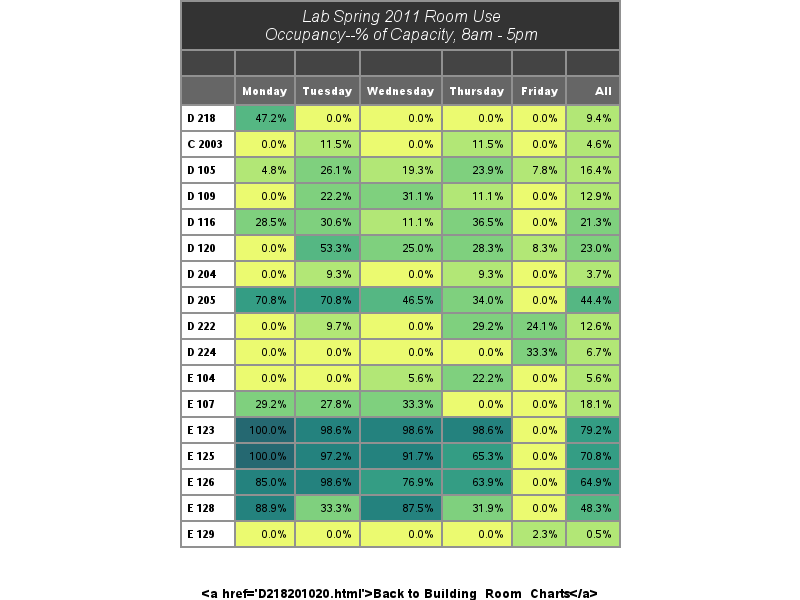 Lab Spring 2011 Room Use
Occupancy--% of Capacity, 8am - 5pm
Monday Tuesday Wednesday Thursday Friday All
D 218 47.2% 0.0% 0.0% 0.0% 0.0% 9.4%
C 2003 0.0% 11.5% 0.0% 11.5% 0.0% 4.6%
D 105 4.8% 26.1% 19.3% 23.9% 7.8% 16.4%
D 109 0.0% 22.2% 31.1% 11.1% 0.0% 12.9%
D 116 28.5% 30.6% 11.1% 36.5% 0.0% 21.3%
D 120 0.0% 53.3% 25.0% 28.3% 8.3% 23.0%
D 204 0.0% 9.3% 0.0% 9.3% 0.0% 3.7%
D 205 70.8% 70.8% 46.5% 34.0% 0.0% 44.4%
D 222 0.0% 9.7% 0.0% 29.2% 24.1% 12.6%
D 224 0.0% 0.0% 0.0% 0.0% 33.3% 6.7%
E 104 0.0% 0.0% 5.6% 22.2% 0.0% 5.6%
E 107 29.2% 27.8% 33.3% 0.0% 0.0% 18.1%
E 123 100.0% 98.6% 98.6% 98.6% 0.0% 79.2%
E 125 100.0% 97.2% 91.7% 65.3% 0.0% 70.8%
E 126 85.0% 98.6% 76.9% 63.9% 0.0% 64.9%
E 128 88.9% 33.3% 87.5% 31.9% 0.0% 48.3%
E 129 0.0% 0.0% 0.0% 0.0% 2.3% 0.5%
<a href='D218201020.html'>Back to Building_Room_Charts</a>